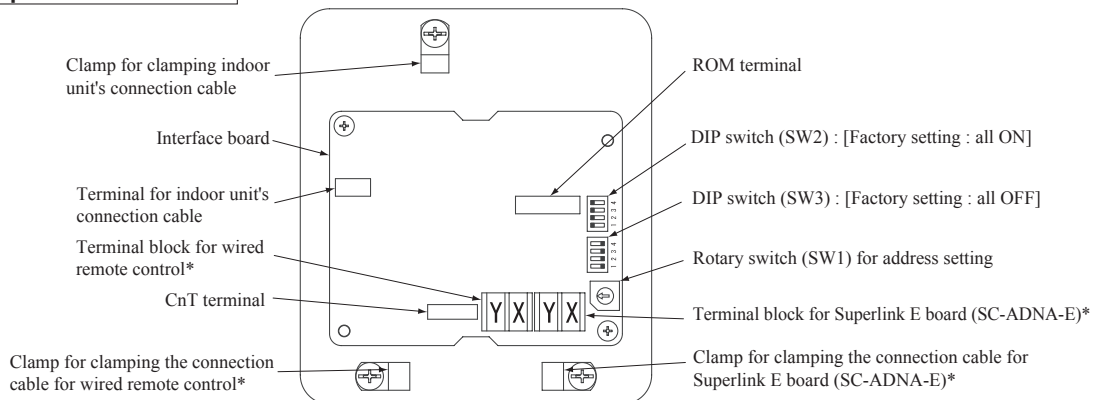 Clamp for clamping indoor
unit's connection cable
Interface board
Terminal for indoor unit's
connection cable
Terminal block for wired
remote control*
CnT terminal
Clamp for clamping the connection
cable for wired remote control*
ROM terminal
DIP switch (SW2) : [Factory setting : all ON]
DIP switch (SW3) : [Factory setting : all OFF]
Rotary switch (SW1) for address setting
Terminal block for Superlink E board (SC-ADNA-E)*
Clamp for clamping the connection cable for
Superlink E board (SC-ADNA-E)*
1 2 3 4
1 2 3 4
Y X Y X